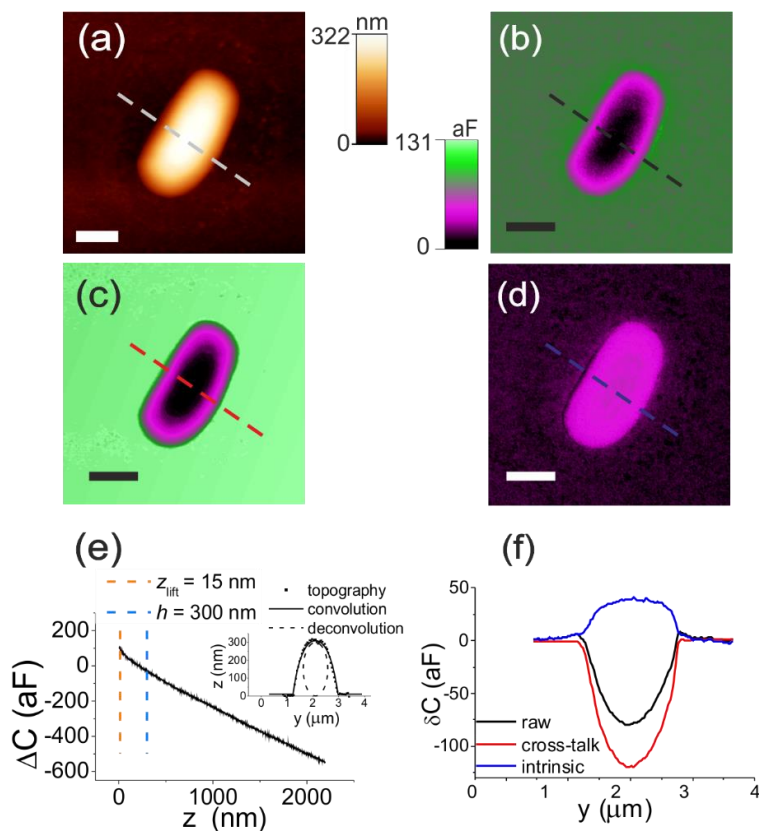 (a)
nm
322
0
(b)
aF
131
0
(c)
(d)
(e)
z lift = 15 nm
h = 300 nm
topography
convolution
deconvolution
200
0
-200
-400
-600
ΔC (aF)
0 1000 2000
z (nm)
300
200
100
0
z (nm)
0 1 2 3 4
y (µm)
(f)
50
0
-50
-100
δC (aF)
raw
cross-talk
intrinsic
1 2 3 4
y (µm)